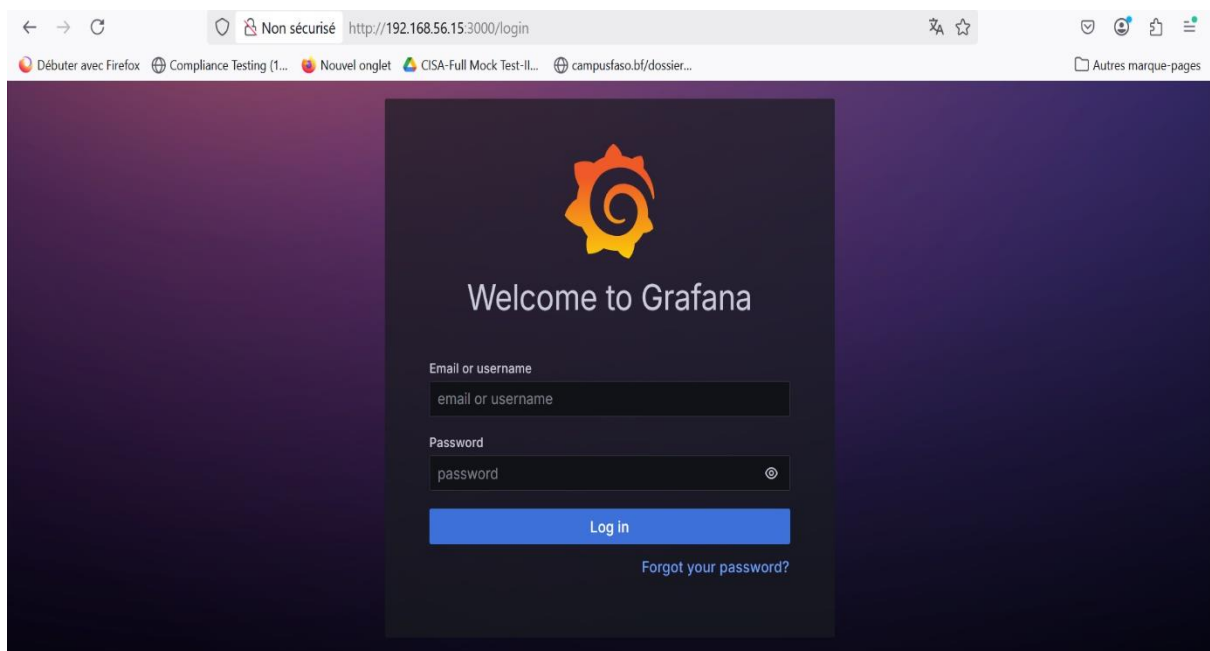 Non sécurisé http://192.168.56.15:3000/login
Débuter avec Firefox Compliance Testing (1... Nouvel onglet CISA-Full Mock Test-II... campusfaso.bf/dossier... Autres marque-pages
Welcome to Grafana
Email or username
email or username
Password
password
Log in
Forgot your password?